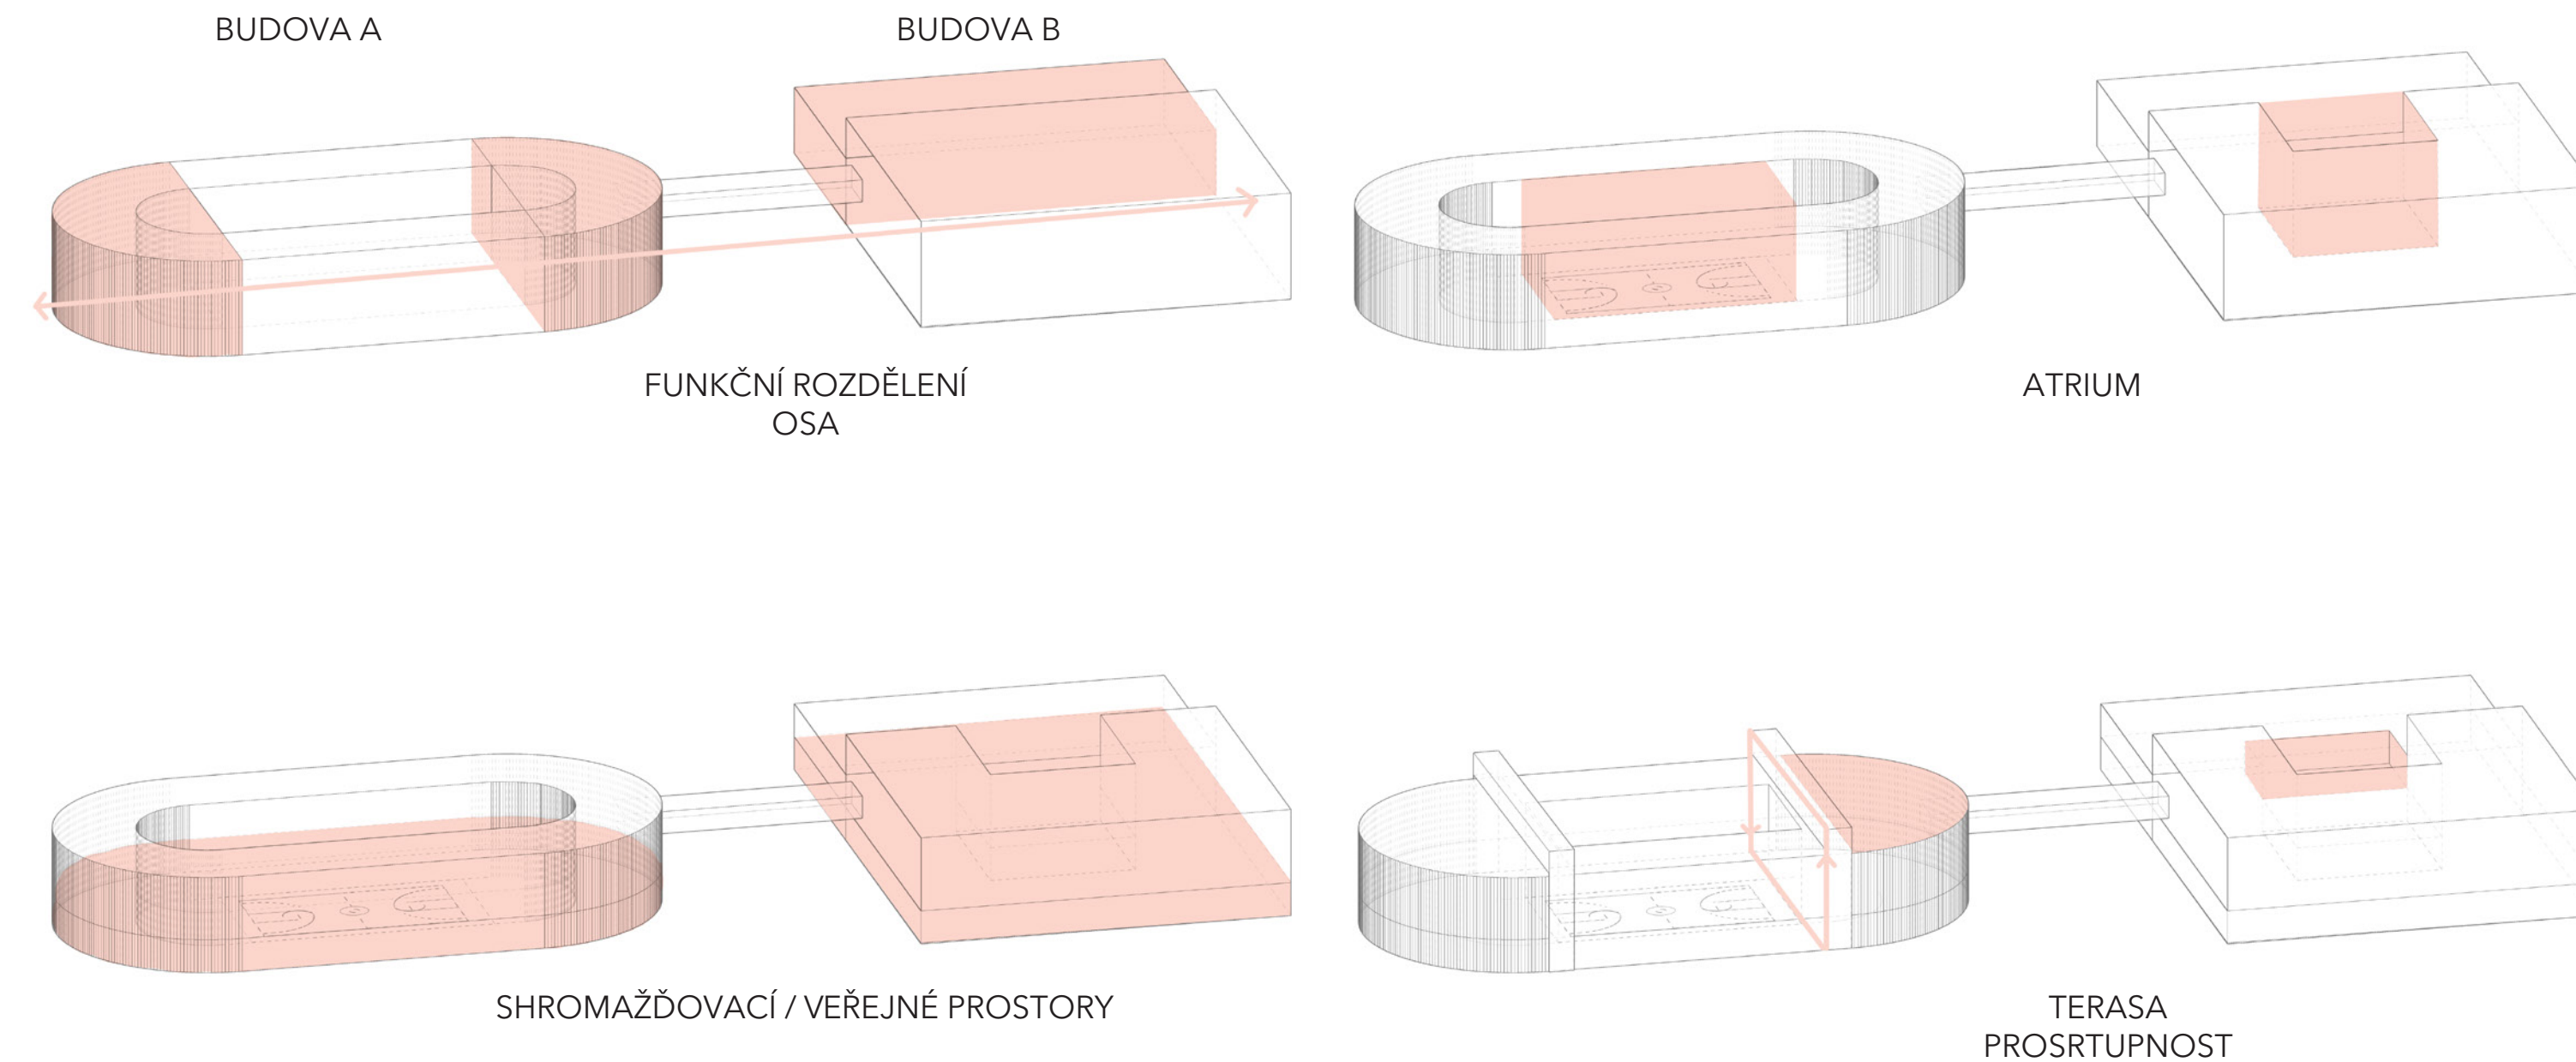 BUDOVA A
BUDOVA B
FUNKČNÍ ROZDĚLENÍ
OSA
ATRIUM
SHROMAŽĎOVACÍ / VEŘEJNÉ PROSTORY
TERASA
PROSRTUPNOST